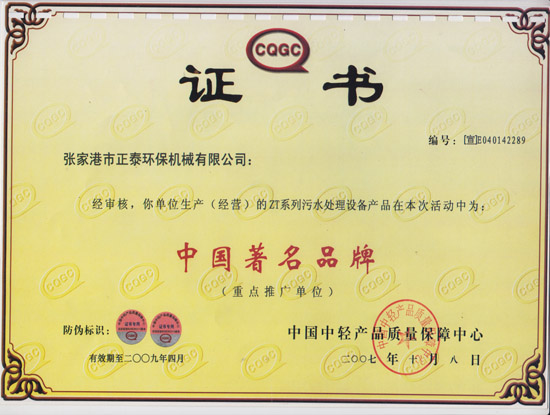 CQGC
证书
编号：[宣]E040142289
张家港市正泰环保机械有限公司：
经审核，你单位生产（经营）的ZT系列污水处理设备产品在本次活动中为：
中国著名品牌
（重点推广单位）
防伪标识：
中国中轻产品质量保障中心
有效期至二〇〇九年四月
二〇〇七年十月八日